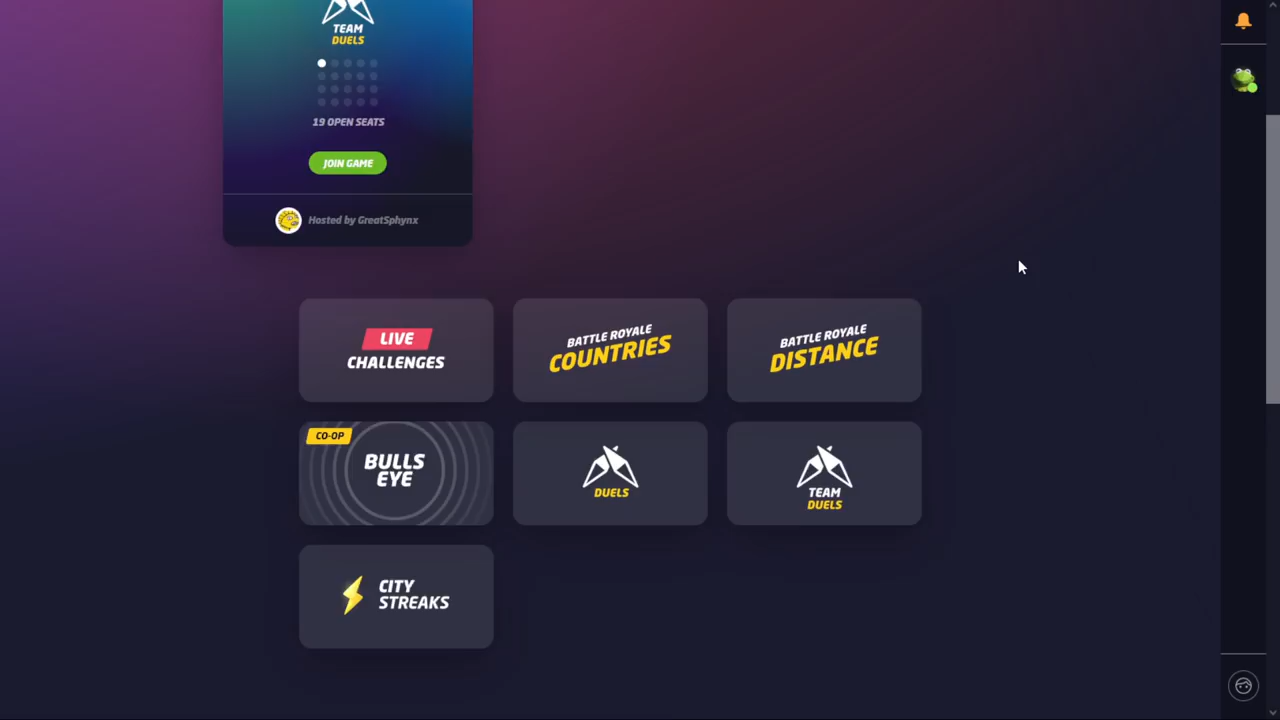 TEAM
DUELS
19 OPEN SEATS
JOIN GAME
Hosted by GreatSphynx
LIVE
CHALLENGES
BATTLE ROYALE
COUNTRIES
BATTLE ROYALE
DISTANCE
CO-OP
BULLS
EYE
DUELS
TEAM
DUELS
CITY
STREAKS